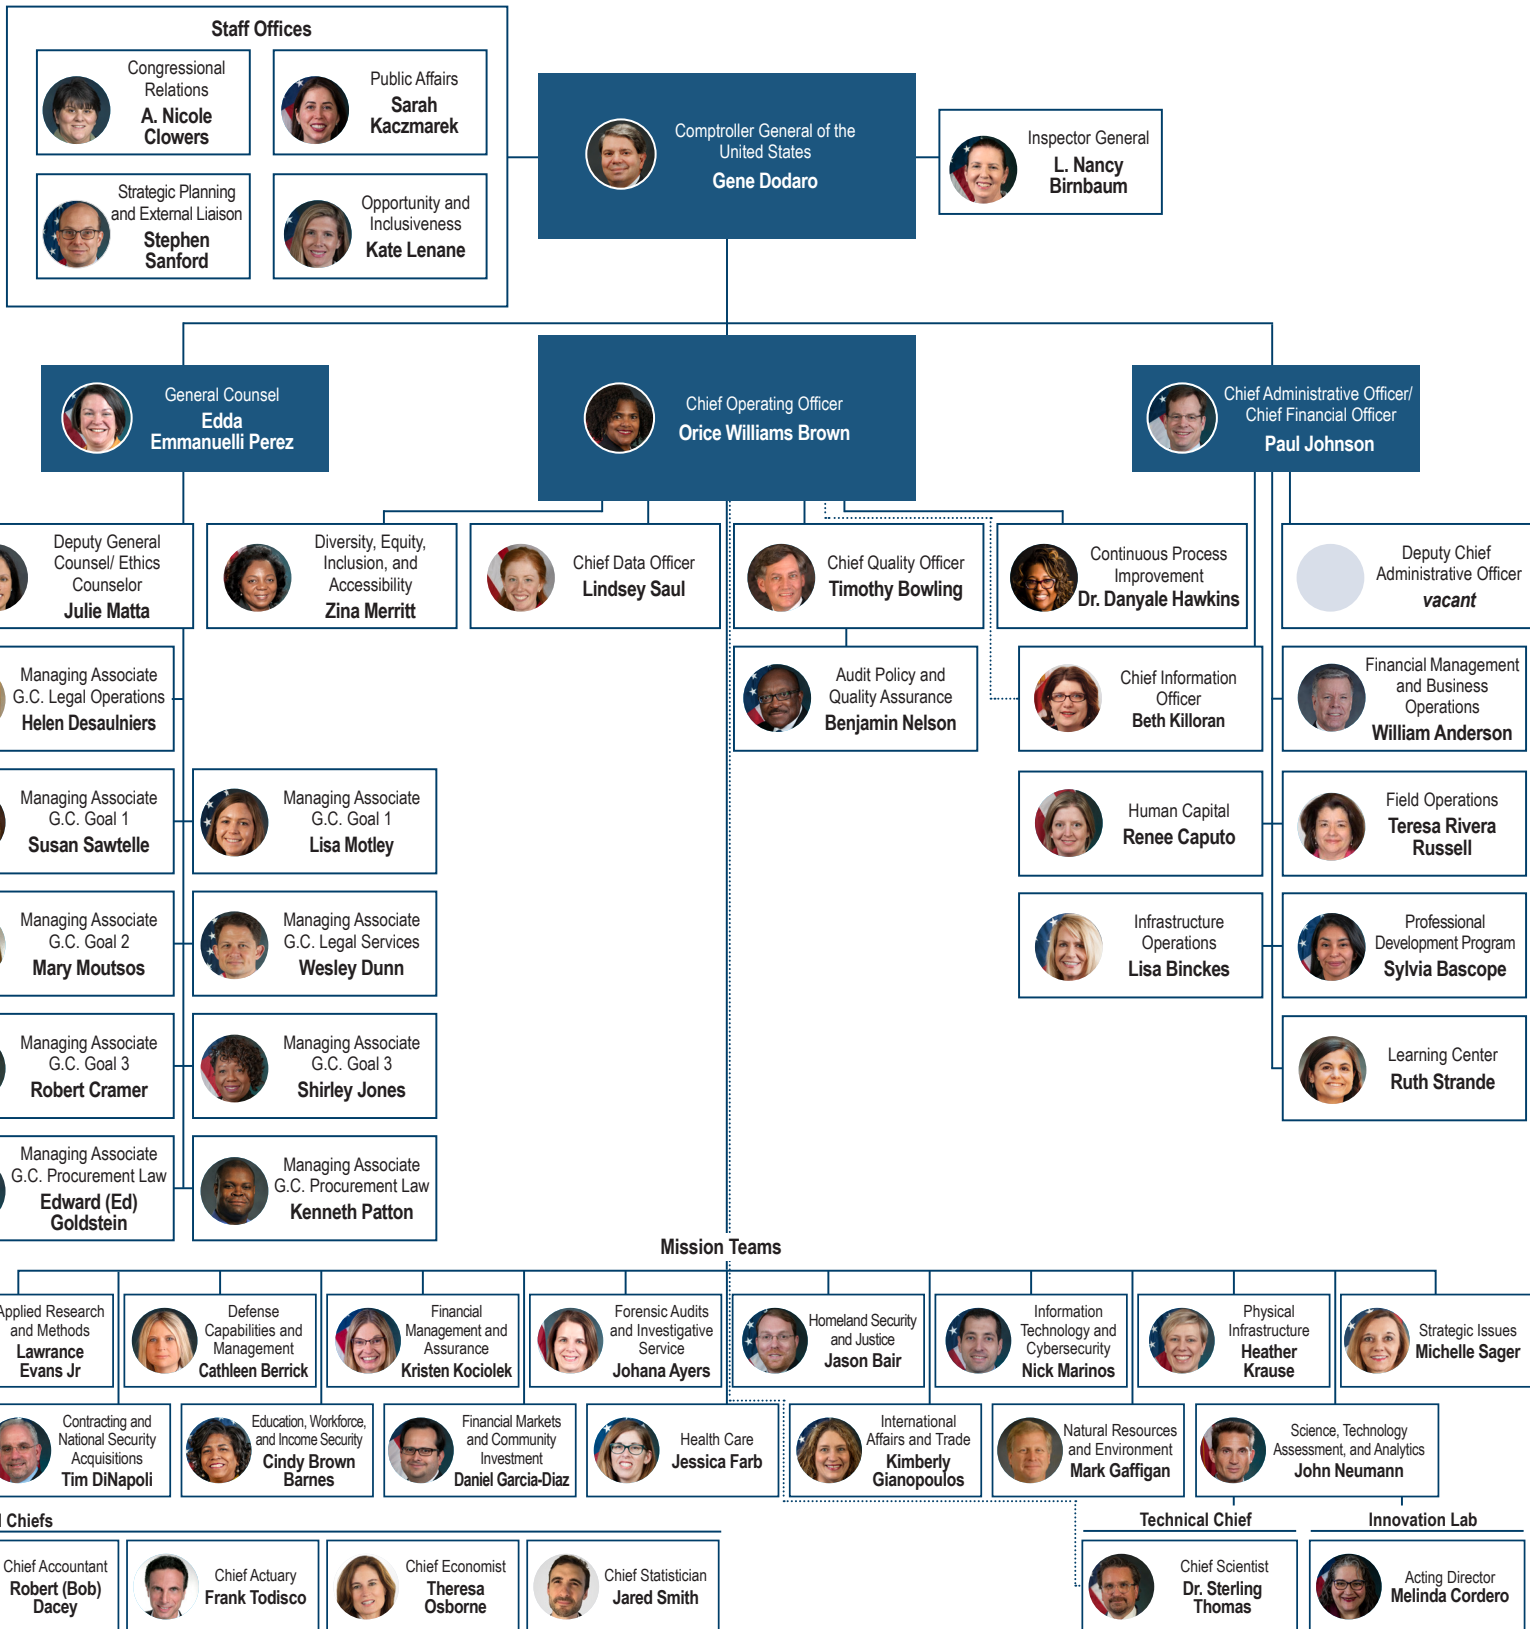 Staff Offices
Congressional
Relations
A. Nicole
Clowers
Public Affairs
Sarah
Kaczmarek
Strategic Planning
and External Liaison
Stephen
Sanford
Opportunity and
Inclusiveness
Kate Lenane
Comptroller General of the
United States
Gene Dodaro
Inspector General
L. Nancy
Birnbaum
General Counsel
Edda
Emmanuelli Perez
Chief Operating Officer
Orice Williams Brown
Chief Administrative Officer/
Chief Financial Officer
Paul Johnson
Deputy General
Counsel/ Ethics
Counselor
Julie Matta
Diversity, Equity,
Inclusion, and
Accessibility
Zina Merritt
Chief Data Officer
Lindsey Saul
Chief Quality Officer
Timothy Bowling
Continuous Process
Improvement
Dr. Danyale Hawkins
Deputy Chief
Administrative Officer
vacant
Managing Associate
G.C. Legal Operations
Helen Desaulniers
Audit Policy and
Quality Assurance
Benjamin Nelson
Chief Information
Officer
Beth Killoran
Financial Management
and Business
Operations
William Anderson
Managing Associate
G.C. Goal 1
Susan Sawtelle
Managing Associate
G.C. Goal 1
Lisa Motley
Human Capital
Renee Caputo
Field Operations
Teresa Rivera
Russell
Managing Associate
G.C. Goal 2
Mary Moutsos
Managing Associate
G.C. Legal Services
Wesley Dunn
Infrastructure
Operations
Lisa Binckes
Professional
Development Program
Sylvia Bascope
Managing Associate
G.C. Goal 3
Robert Cramer
Managing Associate
G.C. Goal 3
Shirley Jones
Learning Center
Ruth Strande
Managing Associate
G.C. Procurement Law
Edward (Ed)
Goldstein
Managing Associate
G.C. Procurement Law
Kenneth Patton
Mission Teams
Applied Research
and Methods
Lawrance
Evans Jr
Defense
Capabilities and
Management
Cathleen Berrick
Financial
Management and
Assurance
Kristen Kociolek
Forensic Audits
and Investigative
Service
Johana Ayers
Homeland Security
and Justice
Jason Bair
Information
Technology and
Cybersecurity
Nick Marinos
Physical
Infrastructure
Heather
Krause
Strategic Issues
Michelle Sager
Contracting and
National Security
Acquisitions
Tim DiNapoli
Education, Workforce,
and Income Security
Cindy Brown
Barnes
Financial Markets
and Community
Investment
Daniel Garcia-Diaz
Health Care
Jessica Farb
International
Affairs and Trade
Kimberly
Gianopoulos
Natural Resources
and Environment
Mark Gaffigan
Science, Technology
Assessment, and Analytics
John Neumann
l Chiefs
Technical Chief
Innovation Lab
Chief Accountant
Robert (Bob)
Dacey
Chief Actuary
Frank Todisco
Chief Economist
Theresa
Osborne
Chief Statistician
Jared Smith
Chief Scientist
Dr. Sterling
Thomas
Acting Director
Melinda Cordero